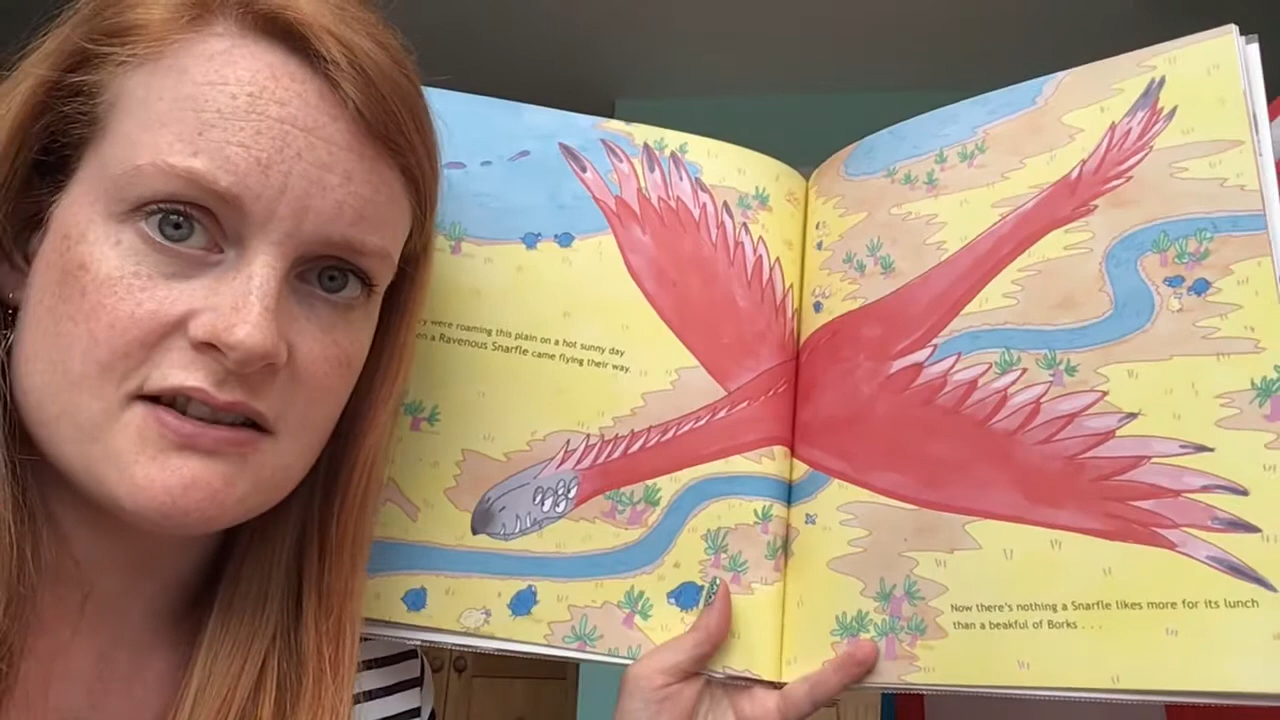 were roaming this plain on a hot sunny day
a Ravenous Snarfle came flying their way.
Now there's nothing a Snarfle likes more for its lunch
than a beakful of Borks . . .